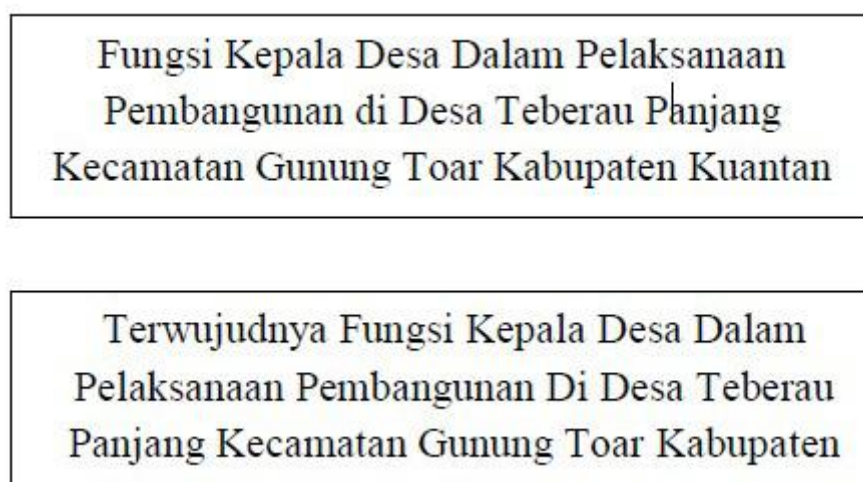 Fungsi Kepala Desa Dalam Pelaksanaan
Pembangunan di Desa Teberau Panjang
Kecamatan Gunung Toar Kabupaten Kuantan
Terwujudnya Fungsi Kepala Desa Dalam
Pelaksanaan Pembangunan Di Desa Teberau
Panjang Kecamatan Gunung Toar Kabupaten